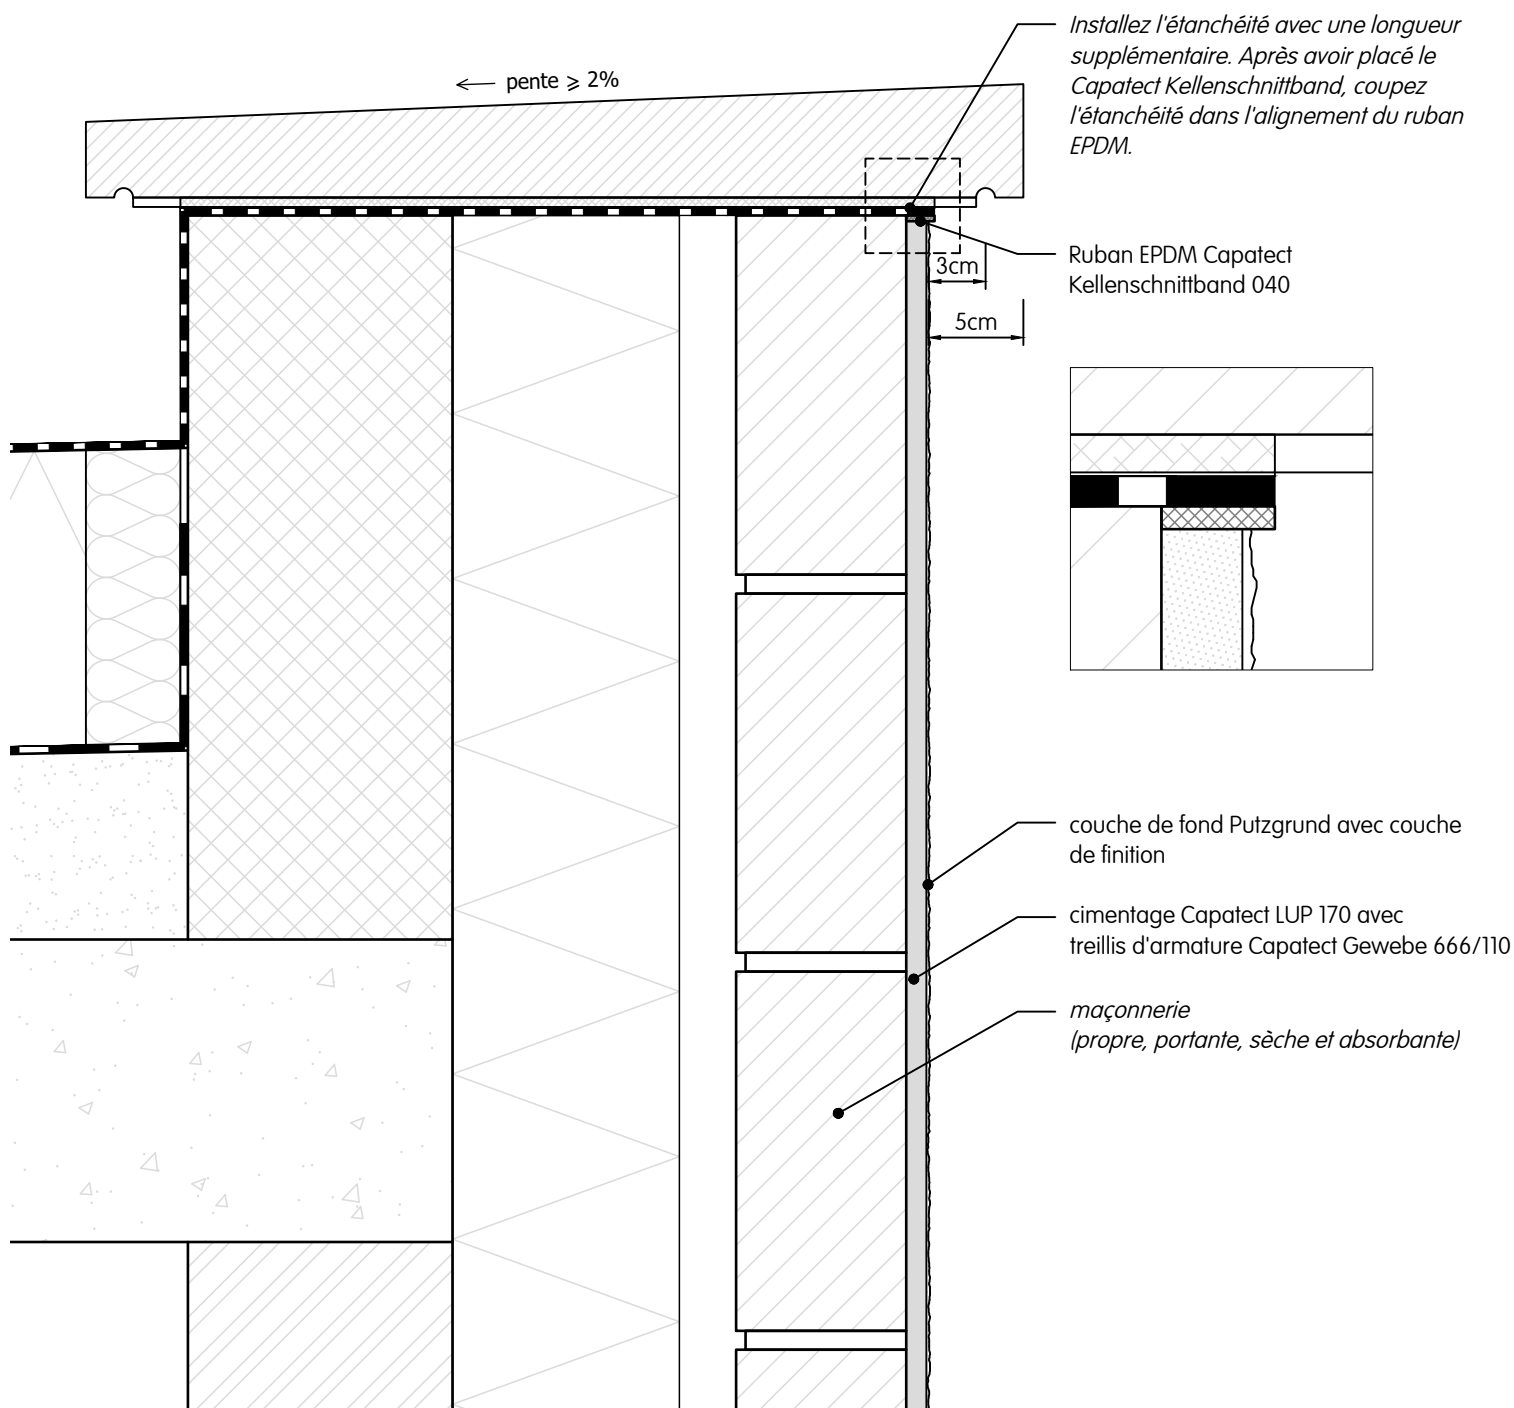 Installez l'étanchéité avec une longueur
supplémentaire. Après avoir placé le
Capatect Kellenschnittband, coupez
l'étanchéité dans l'alignement du ruban
EPDM.
pente ⩾ 2%
Ruban EPDM Capatect
Kellenschnittband 040
3cm
5cm
couche de fond Putzgrund avec couche
de finition
cimentage Capatect LUP 170 avec
treillis d'armature Capatect Gewebe 666/110
maçonnerie
(propre, portante, sèche et absorbante)